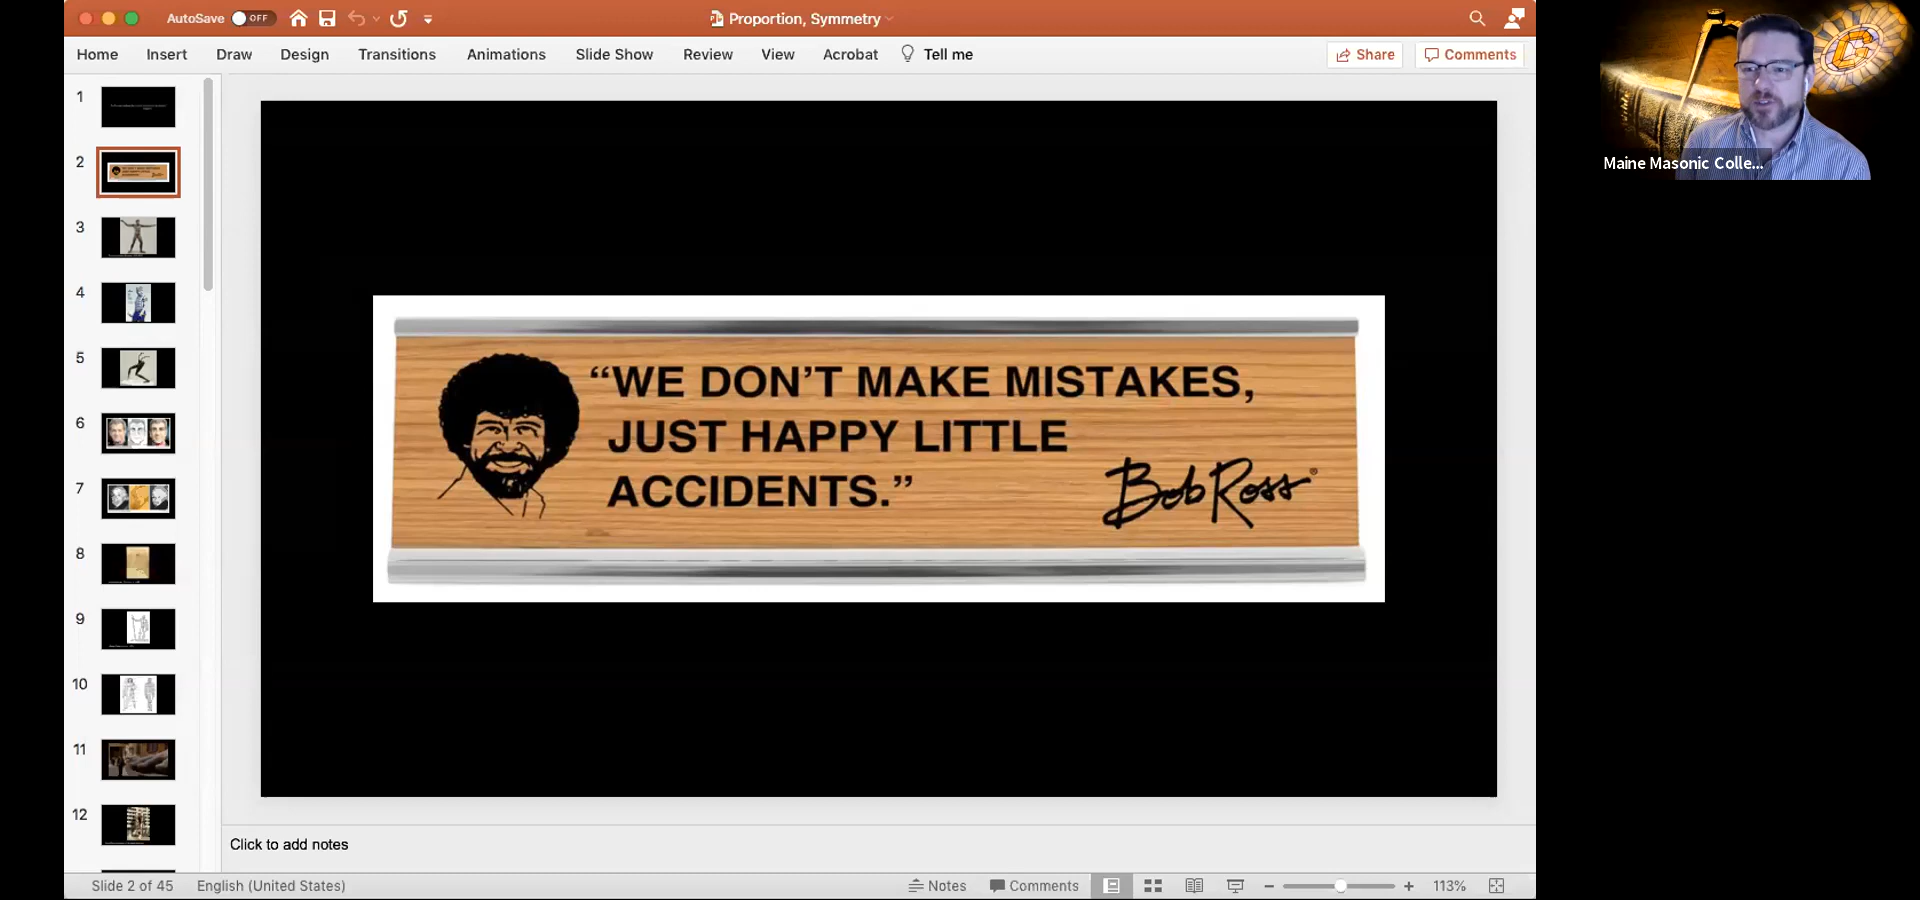 AutoSave OFF
Proportion, Symmetry
Home Insert Draw Design Transitions Animations Slide Show Review View Acrobat Tell me
Share Comments
1
2
3
4
5
6
7
8
9
10
11
12
“WE DON’T MAKE MISTAKES,
JUST HAPPY LITTLE
ACCIDENTS.”
Bob Ross®
Click to add notes
Slide 2 of 45 English (United States)
Notes Comments 113%
Maine Masonic Colle...
G